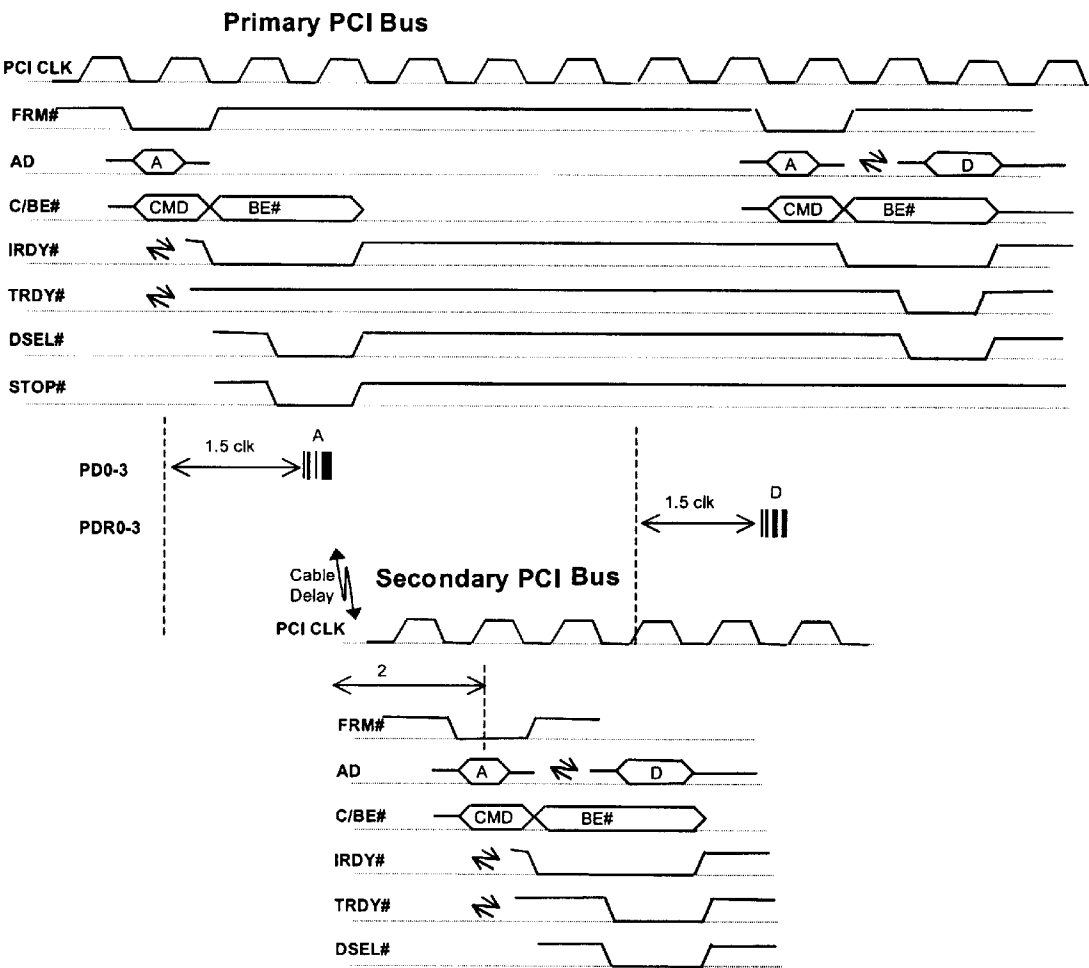 Primary PCI Bus
PCI CLK
FRM#
AD A A D
C/BE# CMD BE# CMD BE#
IRDY#
TRDY#
DSEL#
STOP#
PD0-3 1.5 clk A
PDR0-3 1.5 clk D
Cable
Delay
Secondary PCI Bus
PCI CLK
2
FRM#
AD A D
C/BE# CMD BE#
IRDY#
TRDY#
DSEL#